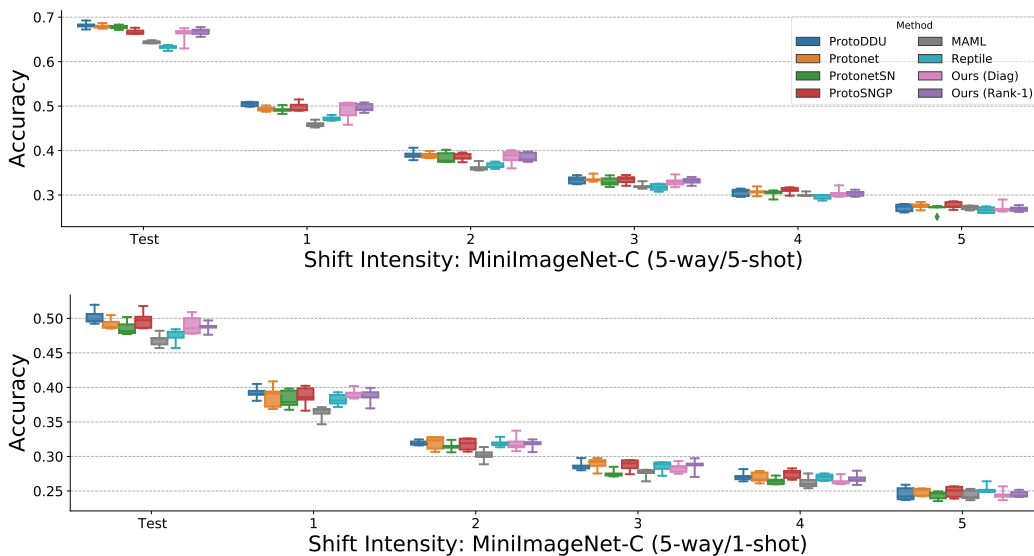 0.7
0.6
0.5
0.4
0.3
Accuracy
Method
ProtoDDU
Protonet
ProtonetSN
ProtoSNGP
MAML
Reptile
Ours (Diag)
Ours (Rank-1)
Test 1 2 3 4 5
Shift Intensity: MiniImageNet-C (5-way/5-shot)
0.50
0.45
0.40
0.35
0.30
0.25
Accuracy
Test 1 2 3 4 5
Shift Intensity: MiniImageNet-C (5-way/1-shot)